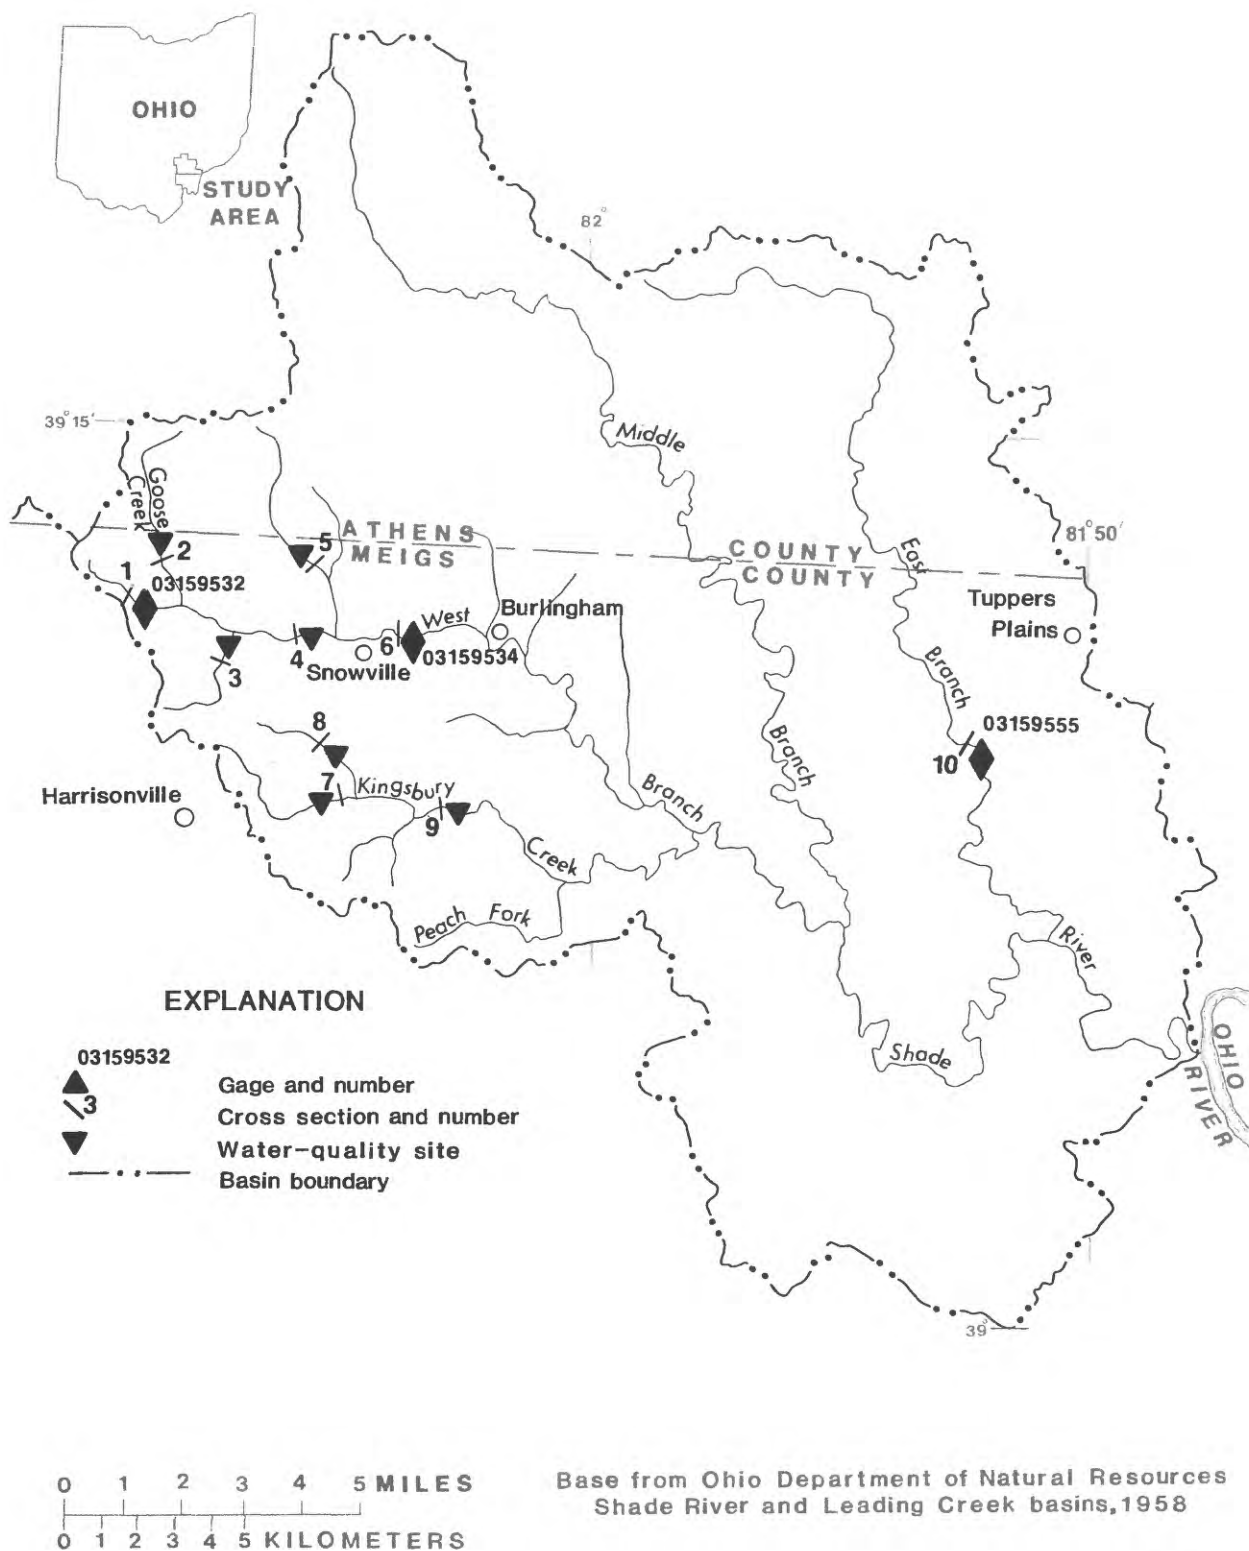 OHIO
STUDY
AREA
82°
39°15'
Goose
Creek
Middle
ATHENS
MEIGS
COUNTY
COUNTY
East
81°50'
1
2
5
03159532
Tuppers
Plains
West
Burlingham
3
4
6
Snowville
03159534
Branch
03159555
10
8
7
Kingsbury
Branch
Branch
Harrisonville
9
Creek
Peach Fork
River
Shade
OHIO
RIVER
EXPLANATION
03159532
Gage and number
3
Cross section and number
Water-quality site
Basin boundary
39°
0 1 2 3 4 5 MILES
0 1 2 3 4 5 KILOMETERS
Base from Ohio Department of Natural Resources
Shade River and Leading Creek basins, 1958